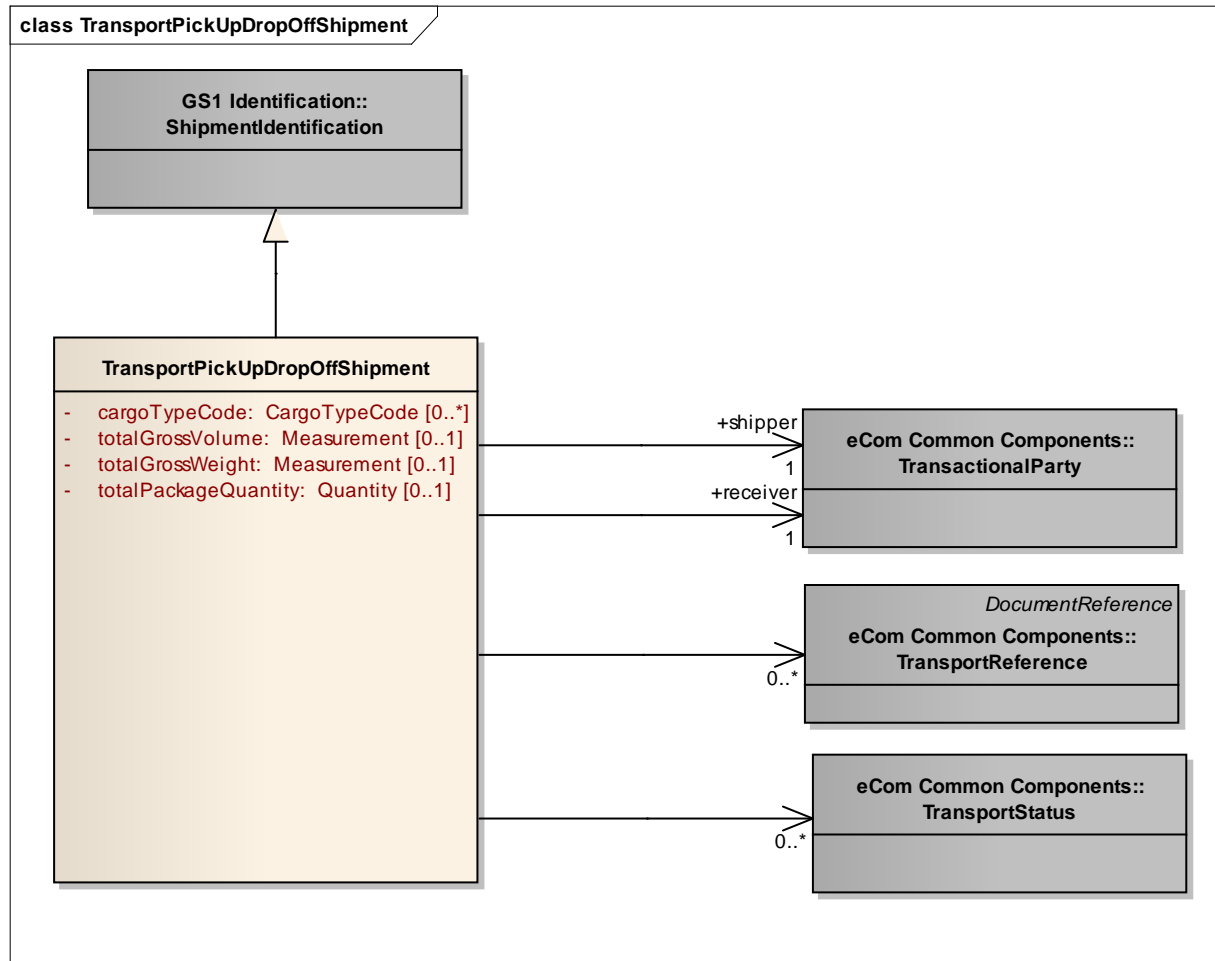 class TransportPickUpDropOffShipment
GS1 Identification::
ShipmentIdentification
TransportPickUpDropOffShipment
- cargoTypeCode: CargoTypeCode [0..*]
- totalGrossVolume: Measurement [0..1]
- totalGrossWeight: Measurement [0..1]
- totalPackageQuantity: Quantity [0..1]
+shipper
1
+receiver
1
eCom Common Components::
TransactionalParty
0..*
DocumentReference
eCom Common Components::
TransportReference
0..*
eCom Common Components::
TransportStatus